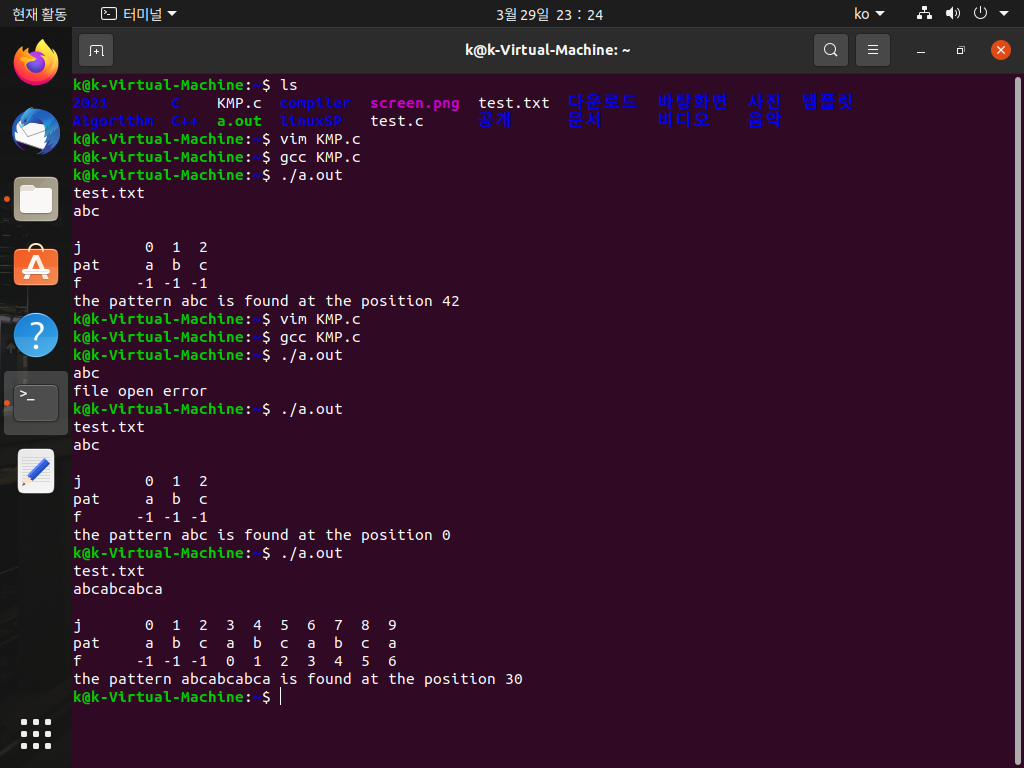 현재 활동 터미널 3월 29일 23 : 24 ko
k@k-Virtual-Machine: ~
k@k-Virtual-Machine:~$ ls
2021 C KMP.c compiler screen.png test.txt 다운로드 바탕화면 사진 템플릿
Algorithm C++ a.out linuxSP test.c 공개 문서 비디오 음악
k@k-Virtual-Machine:~$ vim KMP.c
k@k-Virtual-Machine:~$ gcc KMP.c
k@k-Virtual-Machine:~$ ./a.out
test.txt
abc
j 0 1 2
pat a b c
f -1 -1 -1
the pattern abc is found at the position 42
k@k-Virtual-Machine:~$ vim KMP.c
k@k-Virtual-Machine:~$ gcc KMP.c
k@k-Virtual-Machine:~$ ./a.out
abc
file open error
k@k-Virtual-Machine:~$ ./a.out
test.txt
abc
j 0 1 2
pat a b c
f -1 -1 -1
the pattern abc is found at the position 0
k@k-Virtual-Machine:~$ ./a.out
test.txt
abcabcabca
j 0 1 2 3 4 5 6 7 8 9
pat a b c a b c a b c a
f -1 -1 -1 0 1 2 3 4 5 6
the pattern abcabcabca is found at the position 30
k@k-Virtual-Machine:~$